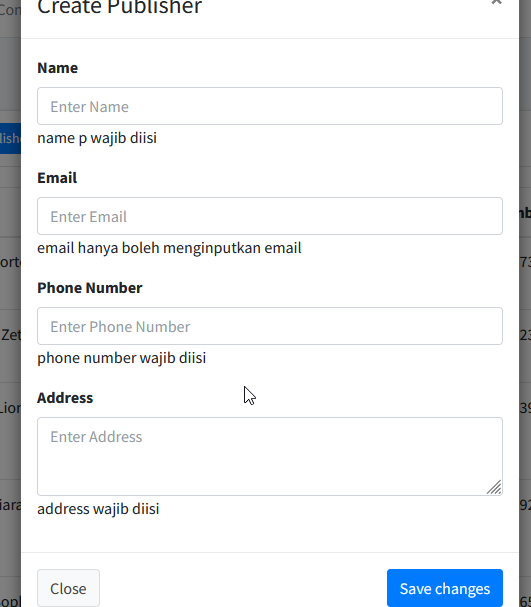 Create Publisher
×
Name
Enter Name
name p wajib diisi
Email
Enter Email
email hanya boleh menginputkan email
Phone Number
Enter Phone Number
phone number wajib diisi
Address
Enter Address
address wajib diisi
Close
Save changes